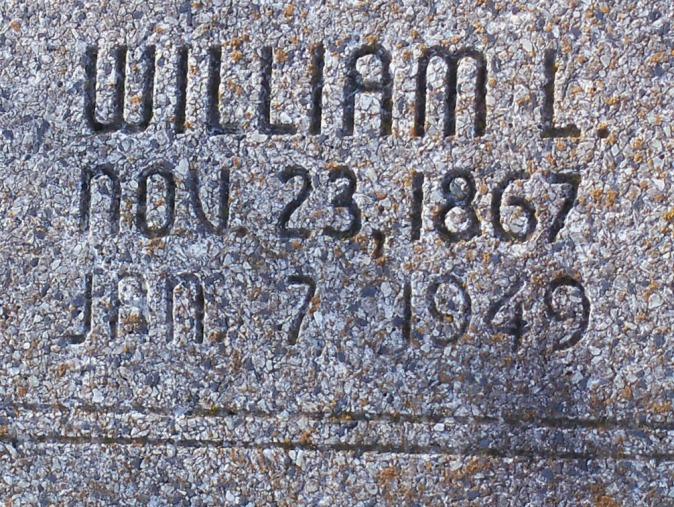 WILLIAM L.
NOV. 23, 1867
JAN 7 1949